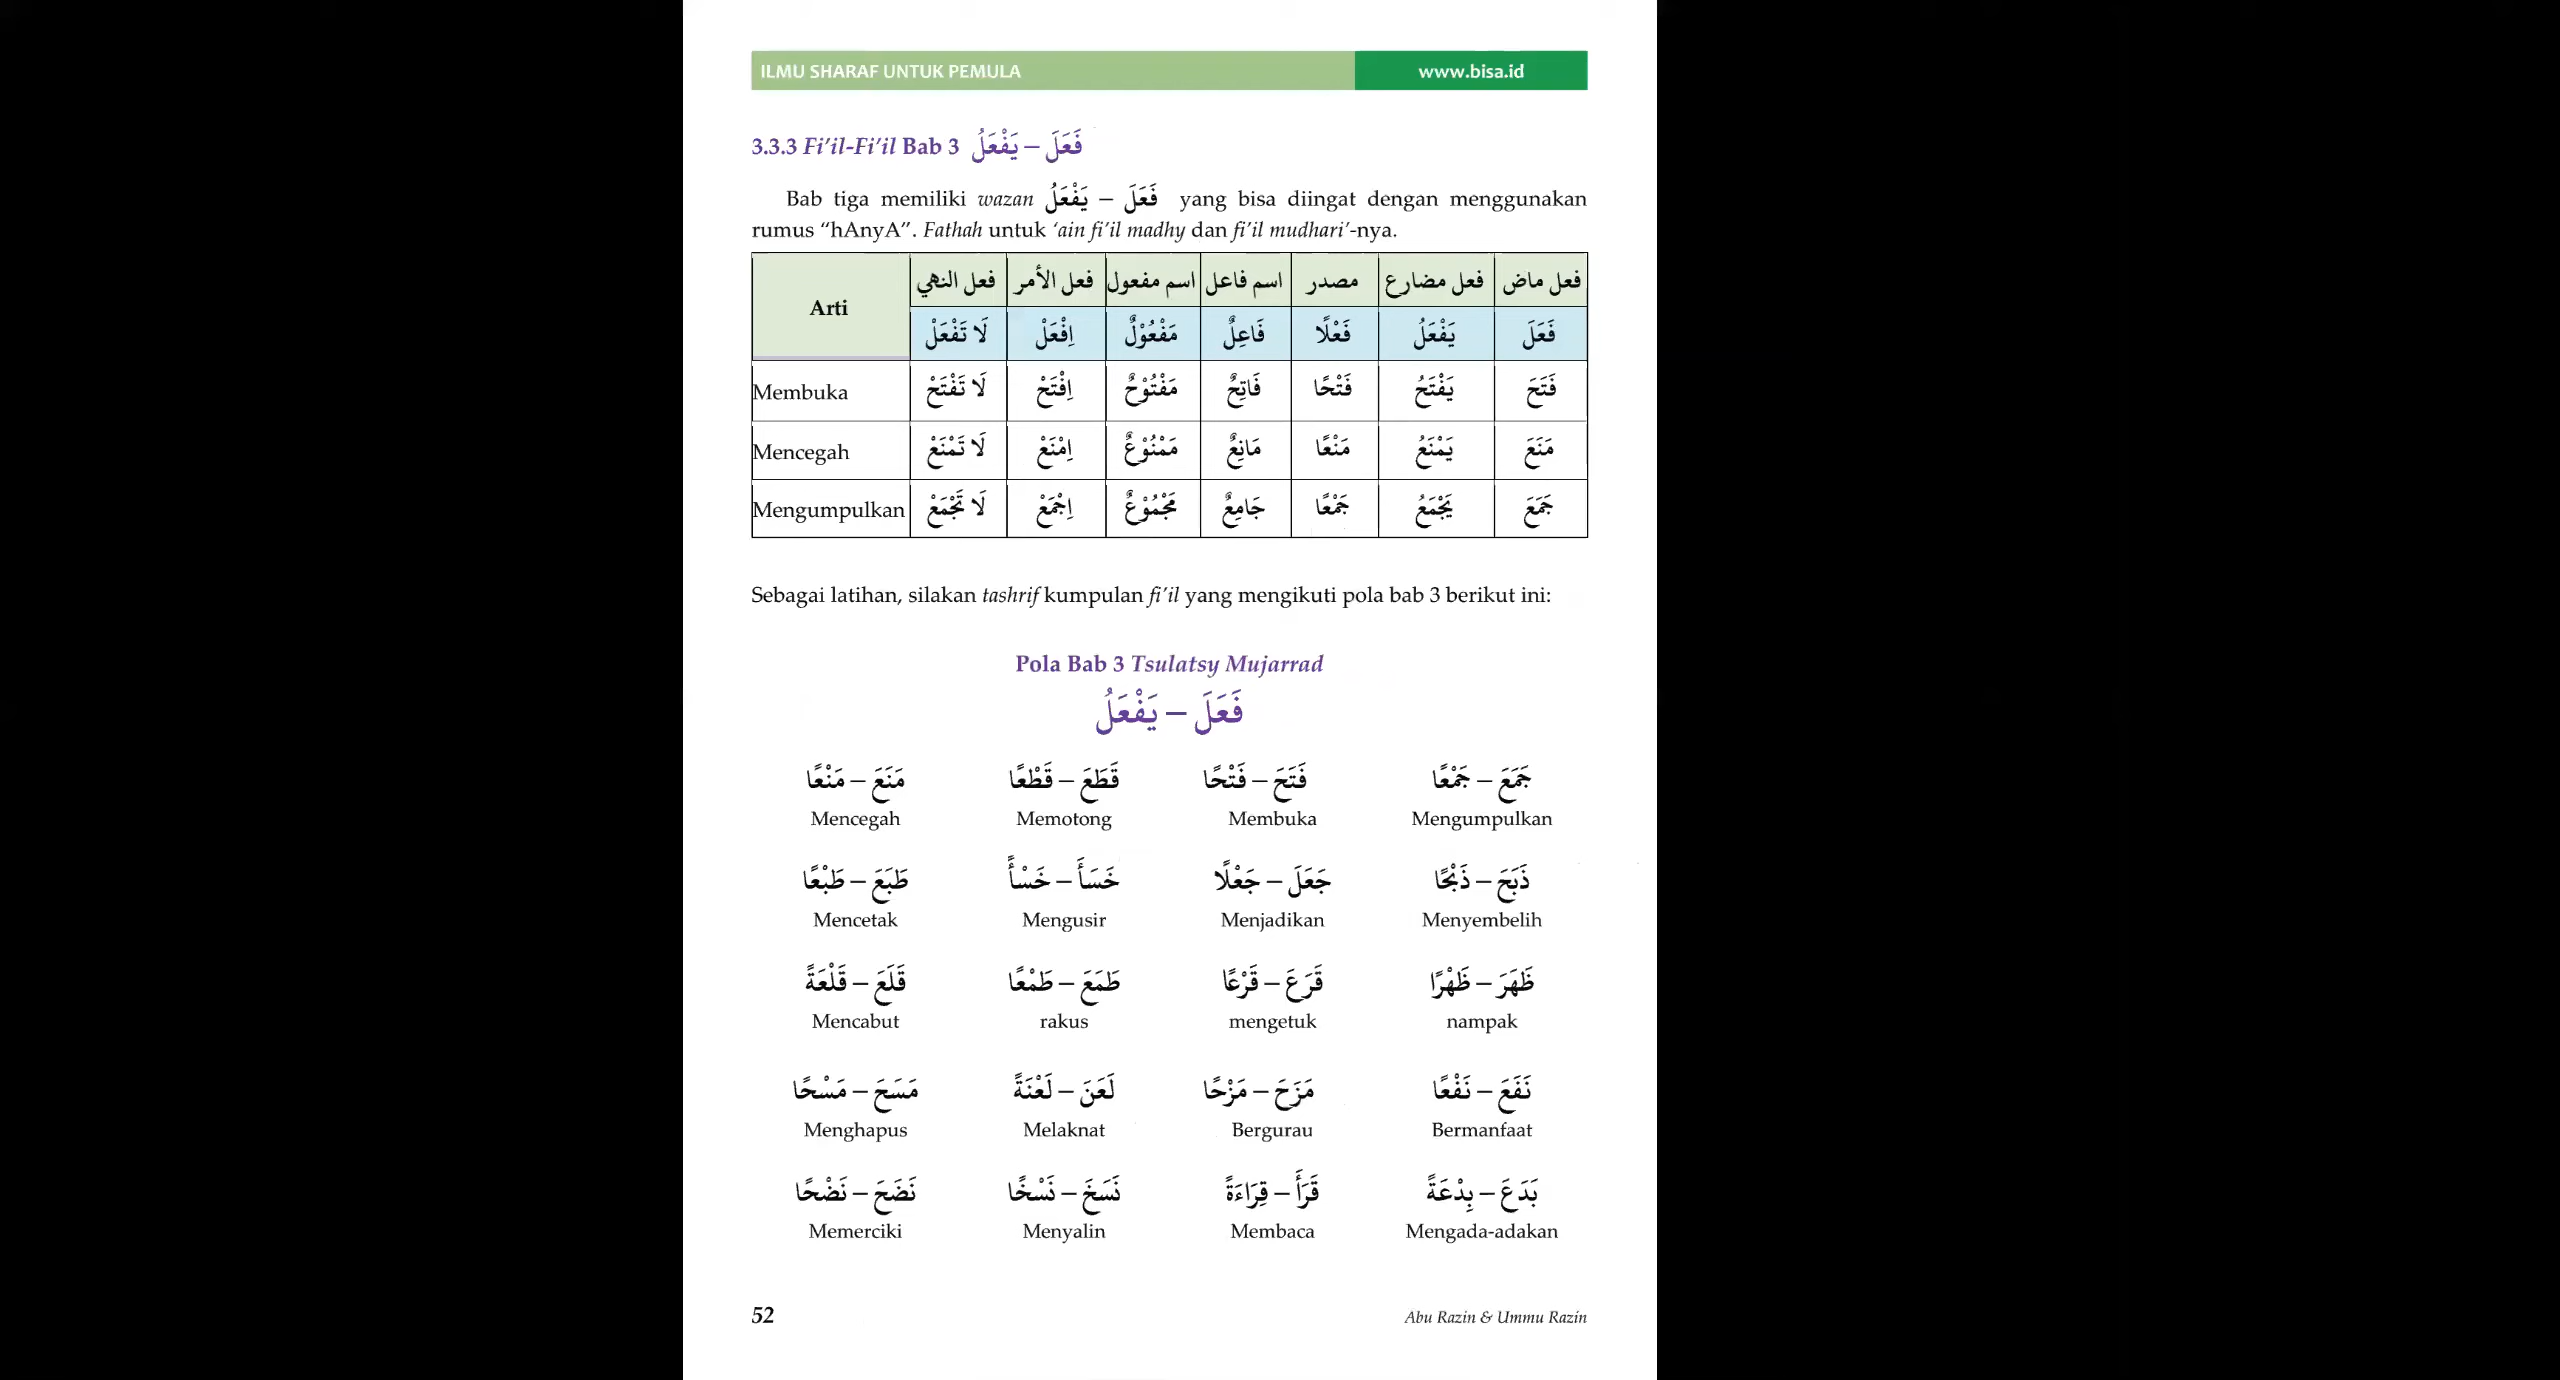 ILMU SHARAF UNTUK PEMULA www.bisa.id
3.3.3 Fi’il-Fi’il Bab 3 فَعَلَ – يَفْعَلُ
Bab tiga memiliki wazan فَعَلَ – يَفْعَلُ yang bisa diingat dengan menggunakan
rumus “hAnyA”. Fathah untuk ‘ain fi’il madhy dan fi’il mudhari’-nya.
فعل ماض فعل مضارع مصدر اسم فاعل اسم مفعول فعل الأمر فعل النهي Arti
فَعَلَ يَفْعَلُ فَعْلًا فَاعِلٌ مَفْعُوْلٌ اِفْعَلْ لَا تَفْعَلْ
فَتَحَ يَفْتَحُ فَتْحًا فَاتِحٌ مَفْتُوْحٌ اِفْتَحْ لَا تَفْتَحْ Membuka
مَنَعَ يَمْنَعُ مَنْعًا مَانِعٌ مَمْنُوْعٌ اِمْنَعْ لَا تَمْنَعْ Mencegah
جَمَعَ يَجْمَعُ جَمْعًا جَامِعٌ مَجْمُوْعٌ اِجْمَعْ لَا تَجْمَعْ Mengumpulkan
Sebagai latihan, silakan tashrif kumpulan fi’il yang mengikuti pola bab 3 berikut ini:
Pola Bab 3 Tsulatsy Mujarrad
فَعَلَ – يَفْعَلُ
جَمَعَ – جَمْعًا فَتَحَ – فَتْحًا قَطَعَ – قَطْعًا مَنَعَ – مَنْعًا
Mencegah Memotong Membuka Mengumpulkan
ذَبَحَ – ذَبْحًا جَعَلَ – جَعْلًا خَسَأَ – خَسْأً طَبَعَ – طَبْعًا
Mencetak Mengusir Menjadikan Menyembelih
ظَهَرَ – ظَهْرًا قَرَعَ – قَرْعًا طَمَعَ – طَمْعًا قَلَعَ – قَلْعَةً
Mencabut rakus mengetuk nampak
نَفَعَ – نَفْعًا مَزَحَ – مَزْحًا لَعَنَ – لَعْنَةً مَسَحَ – مَسْحًا
Menghapus Melaknat Bergurau Bermanfaat
بَدَعَ – بِدْعَةً قَرَأَ – قِرَاءَةً نَسَخَ – نَسْخًا نَضَحَ – نَضْحًا
Memerciki Menyalin Membaca Mengada-adakan
52 Abu Razin & Ummu Razin